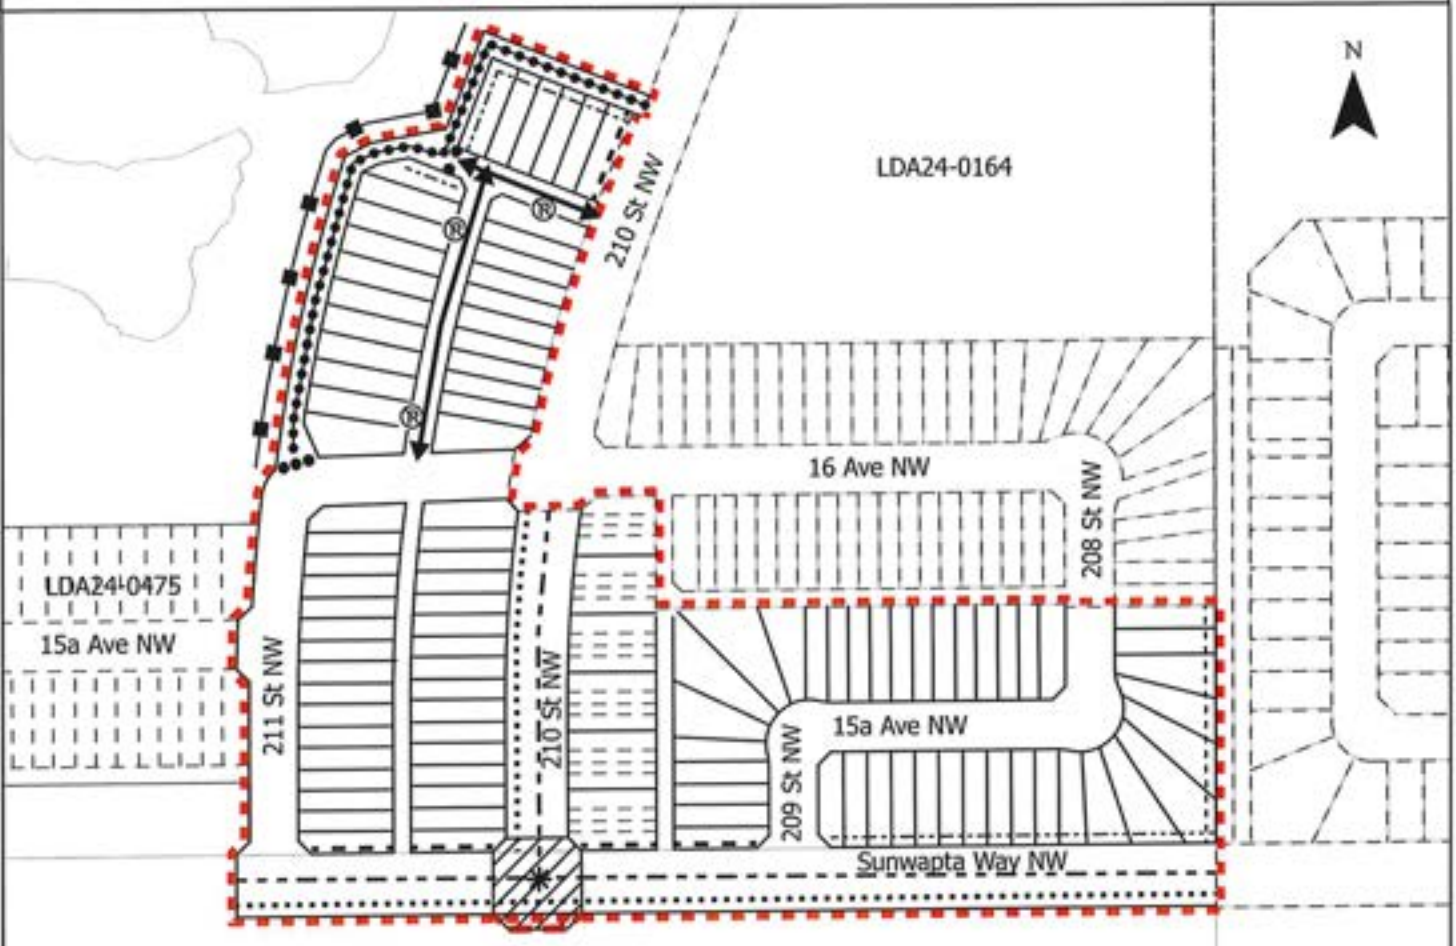 N
LDA24-0164
210 St NW
®
®
16 Ave NW
®
208 St NW
LDA24-0475
15a Ave NW
211 St NW
210 St NW
15a Ave NW
209 St NW
Sunwapta Way NW